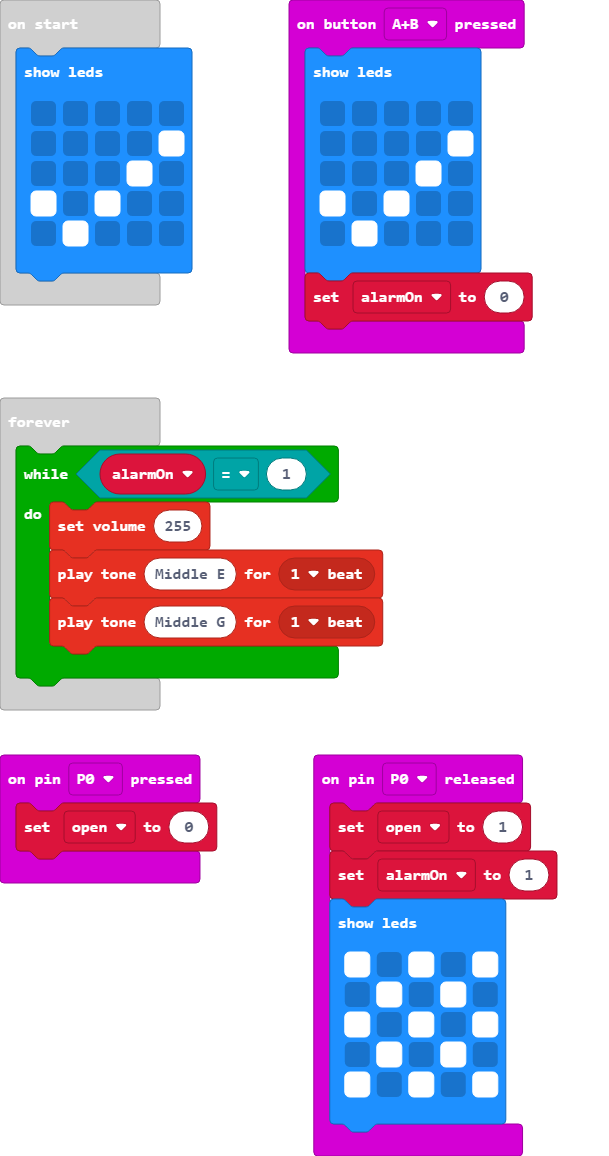 on start
show leds
on button A+B pressed
show leds
set alarmOn to 0
forever
while alarmOn = 1
do
set volume 255
play tone Middle E for 1 beat
play tone Middle G for 1 beat
on pin P0 pressed
set open to 0
on pin P0 released
set open to 1
set alarmOn to 1
show leds